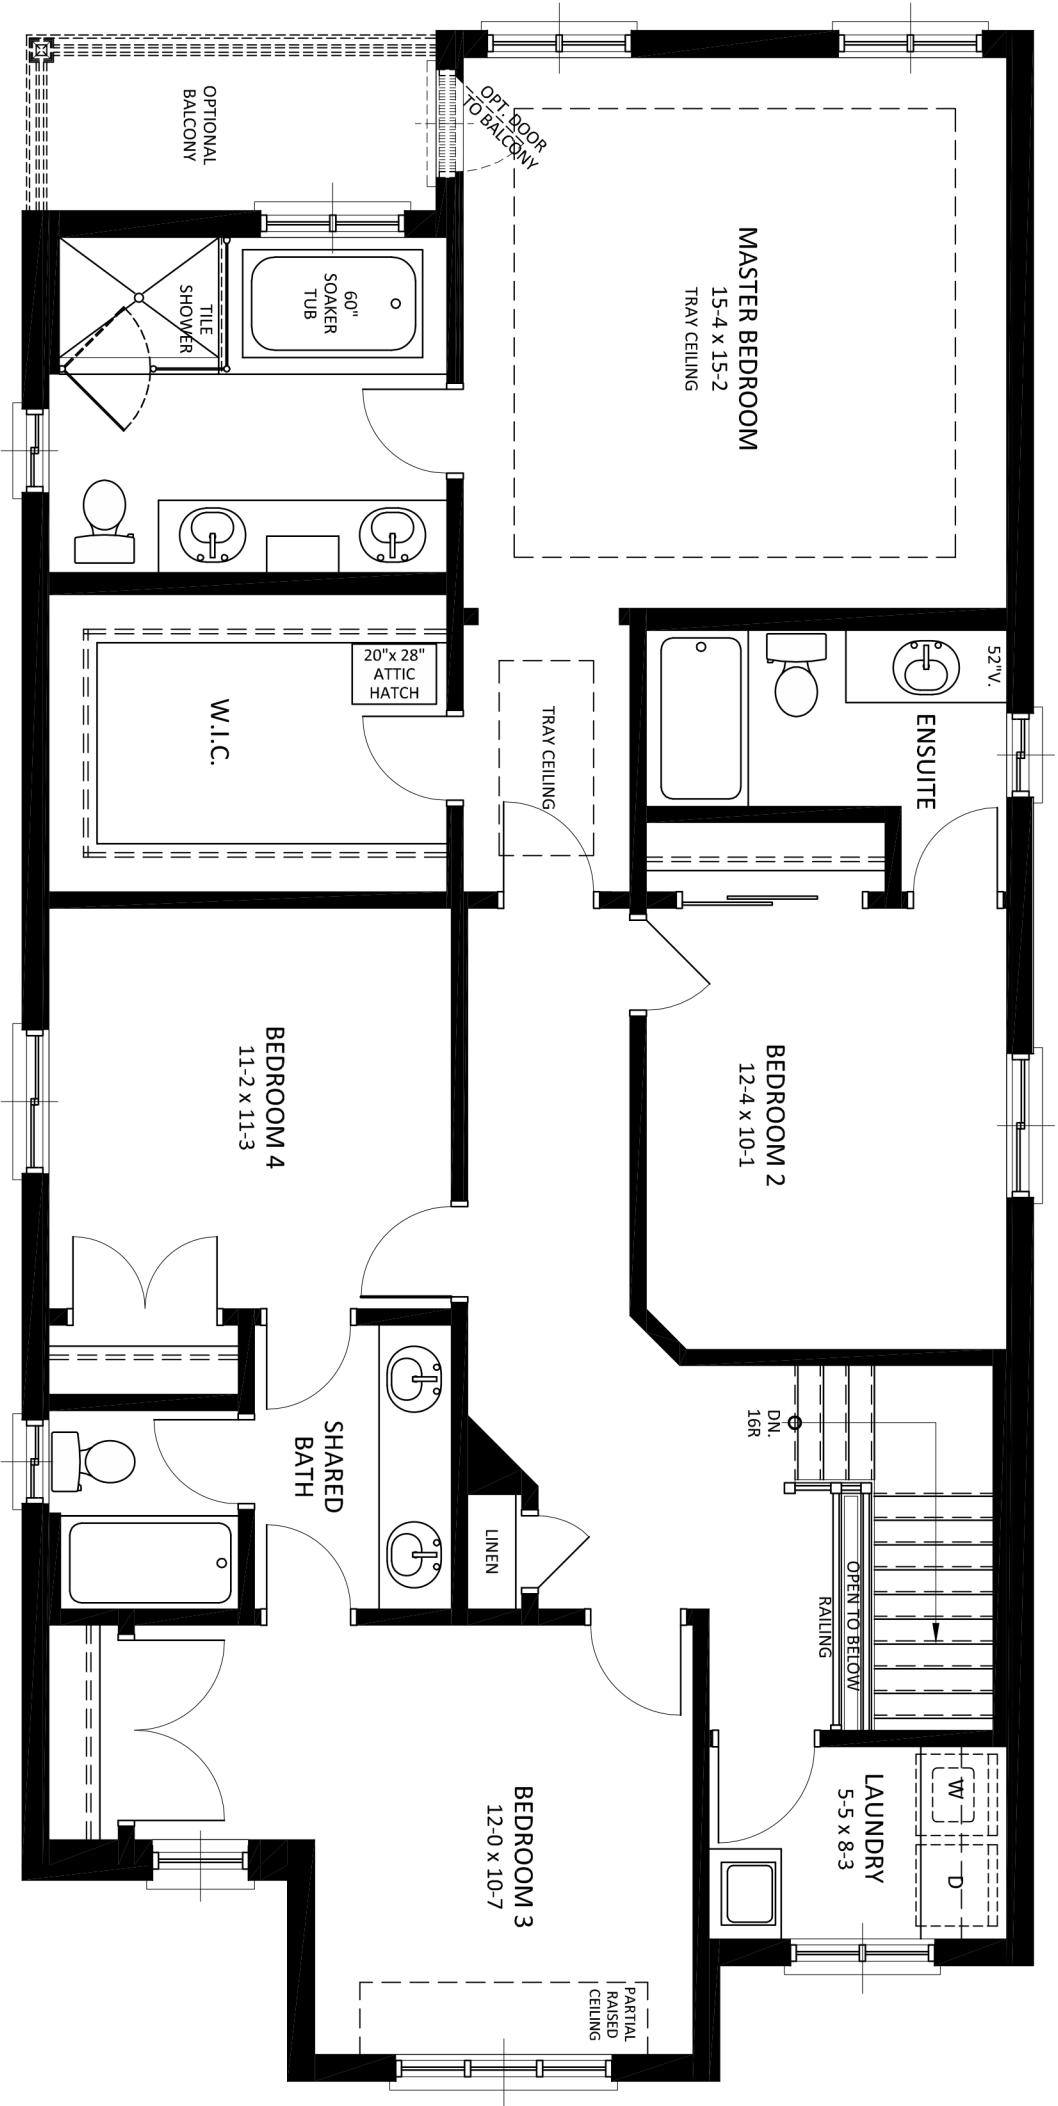 OPTIONAL
BALCONY
OPT. DOOR
TO BALCONY
MASTER BEDROOM
15-4 x 15-2
TRAY CEILING
60"
SOAKER
TUB
TILE
SHOWER
20"x 28"
ATTIC
HATCH
W.I.C.
TRAY CEILING
52"V.
ENSUITE
BEDROOM 2
12-4 x 10-1
BEDROOM 4
11-2 x 11-3
SHARED
BATH
LINEN
DN.
16R
OPEN TO BELOW
RAILING
LAUNDRY
5-5 x 8-3
W
D
BEDROOM 3
12-0 x 10-7
PARTIAL
RAISED
CEILING